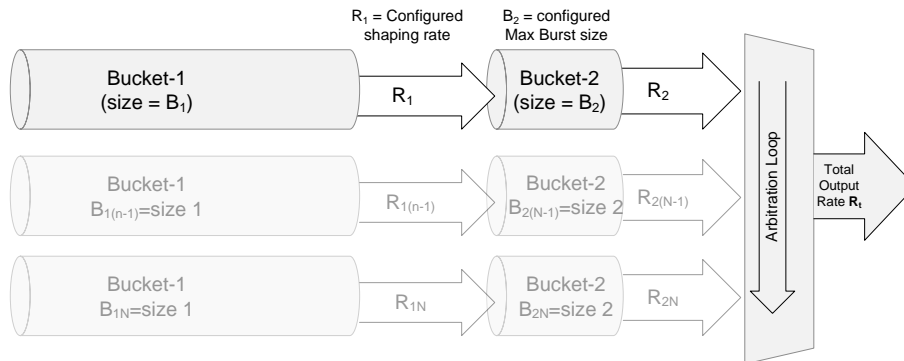 R₁ = Configured
shaping rate
B₂ = configured
Max Burst size
Bucket-1
(size = B₁)
R₁
Bucket-2
(size = B₂)
R₂
Bucket-1
B₁₍ₙ₋₁₎=size 1
R₁₍ₙ₋₁₎
Bucket-2
B₂₍N-1₎=size 2
R₂₍N-1₎
Bucket-1
B₁N=size 1
R₁N
Bucket-2
B₂N=size 2
R₂N
Arbitration Loop
Total
Output
Rate Rₜ